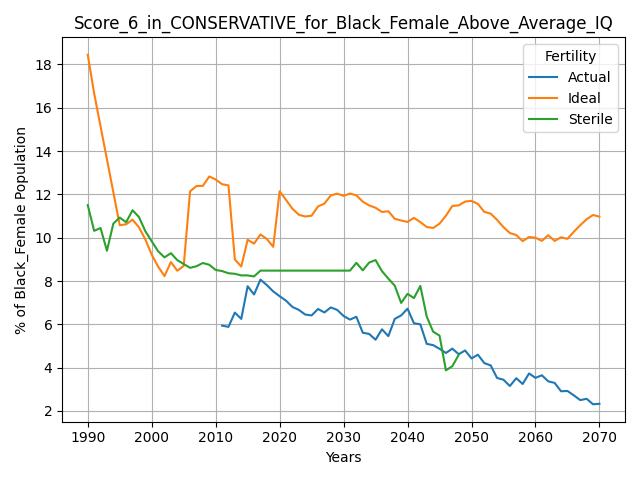 Score_6_in_CONSERVATIVE_for_Black_Female_Above_Average_IQ
Fertility
Actual
Ideal
Sterile
% of Black_Female Population
18
16
14
12
10
8
6
4
2
1990 2000 2010 2020 2030 2040 2050 2060 2070
Years